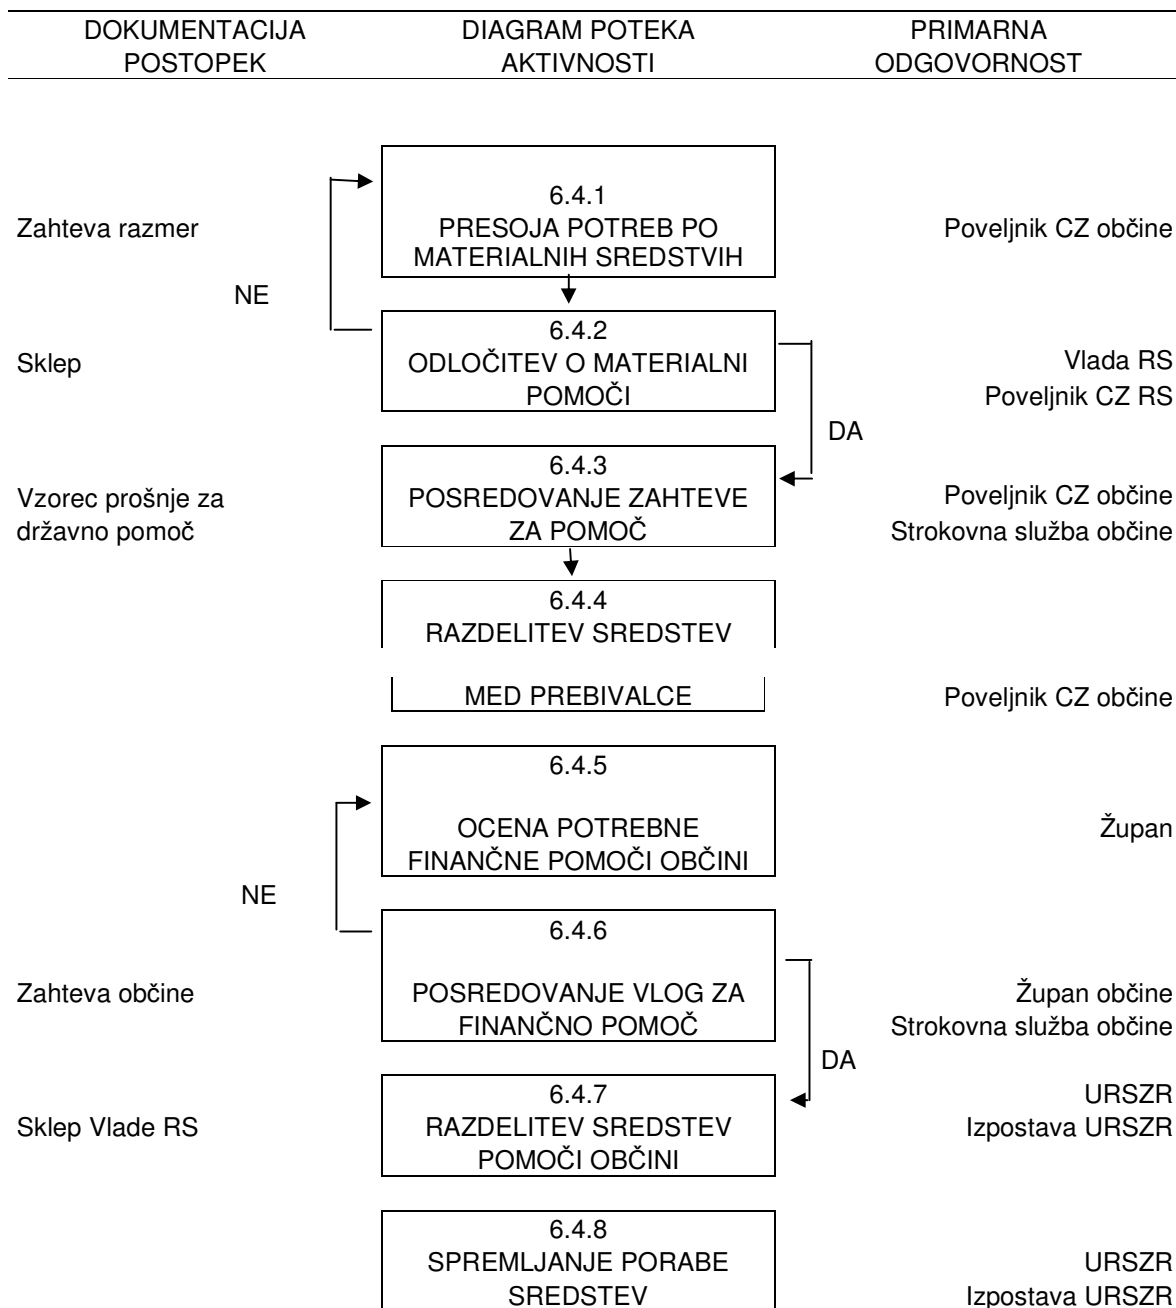 DOKUMENTACIJA
POSTOPEK
DIAGRAM POTEKA
AKTIVNOSTI
PRIMARNA
ODGOVORNOST
Zahteva razmer
6.4.1
PRESOJA POTREB PO
MATERIALNIH SREDSTVIH
Poveljnik CZ občine
NE
Sklep
6.4.2
ODLOČITEV O MATERIALNI
POMOČI
Vlada RS
Poveljnik CZ RS
DA
Vzorec prošnje za
državno pomoč
6.4.3
POSREDOVANJE ZAHTEVE
ZA POMOČ
Poveljnik CZ občine
Strokovna služba občine
6.4.4
RAZDELITEV SREDSTEV
MED PREBIVALCE
Poveljnik CZ občine
6.4.5
OCENA POTREBNE
FINANČNE POMOČI OBČINI
Župan
NE
Zahteva občine
6.4.6
POSREDOVANJE VLOG ZA
FINANČNO POMOČ
Župan občine
Strokovna služba občine
DA
Sklep Vlade RS
6.4.7
RAZDELITEV SREDSTEV
POMOČI OBČINI
URSZR
Izpostava URSZR
6.4.8
SPREMLJANJE PORABE
SREDSTEV
URSZR
Izpostava URSZR